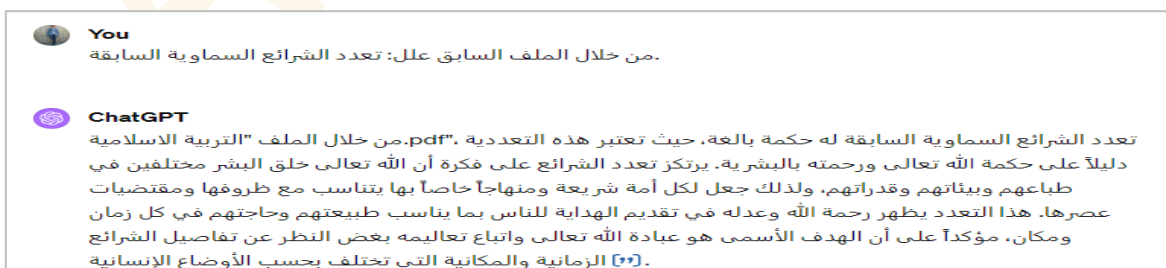 You
من خلال الملف السابق علل: تعدد الشرائع السماوية السابقة.
ChatGPT
تعدد الشرائع السماوية السابقة له حكمة بالغة، حيث تعتبر هذه التعددية ،"pdf.من خلال الملف "التربية الاسلامية
دليلاً على حكمة الله تعالى ورحمته بالبشرية. يرتكز تعدد الشرائع على فكرة أن الله تعالى خلق البشر مختلفين في
طباعهم وبيئاتهم وقدراتهم، ولذلك جعل لكل أمة شريعة ومنهاجاً خاصاً بها يتناسب مع ظروفها ومقتضيات
عصرها. هذا التعدد يظهر رحمة الله وعدله في تقديم الهداية للناس بما يناسب طبيعتهم وحاجتهم في كل زمان
ومكان، مؤكداً على أن الهدف الأسمى هو عبادة الله تعالى واتباع تعاليمه بغض النظر عن تفاصيل الشرائع
الزمانية والمكانية التي تختلف بحسب الأوضاع الإنسانية ["].